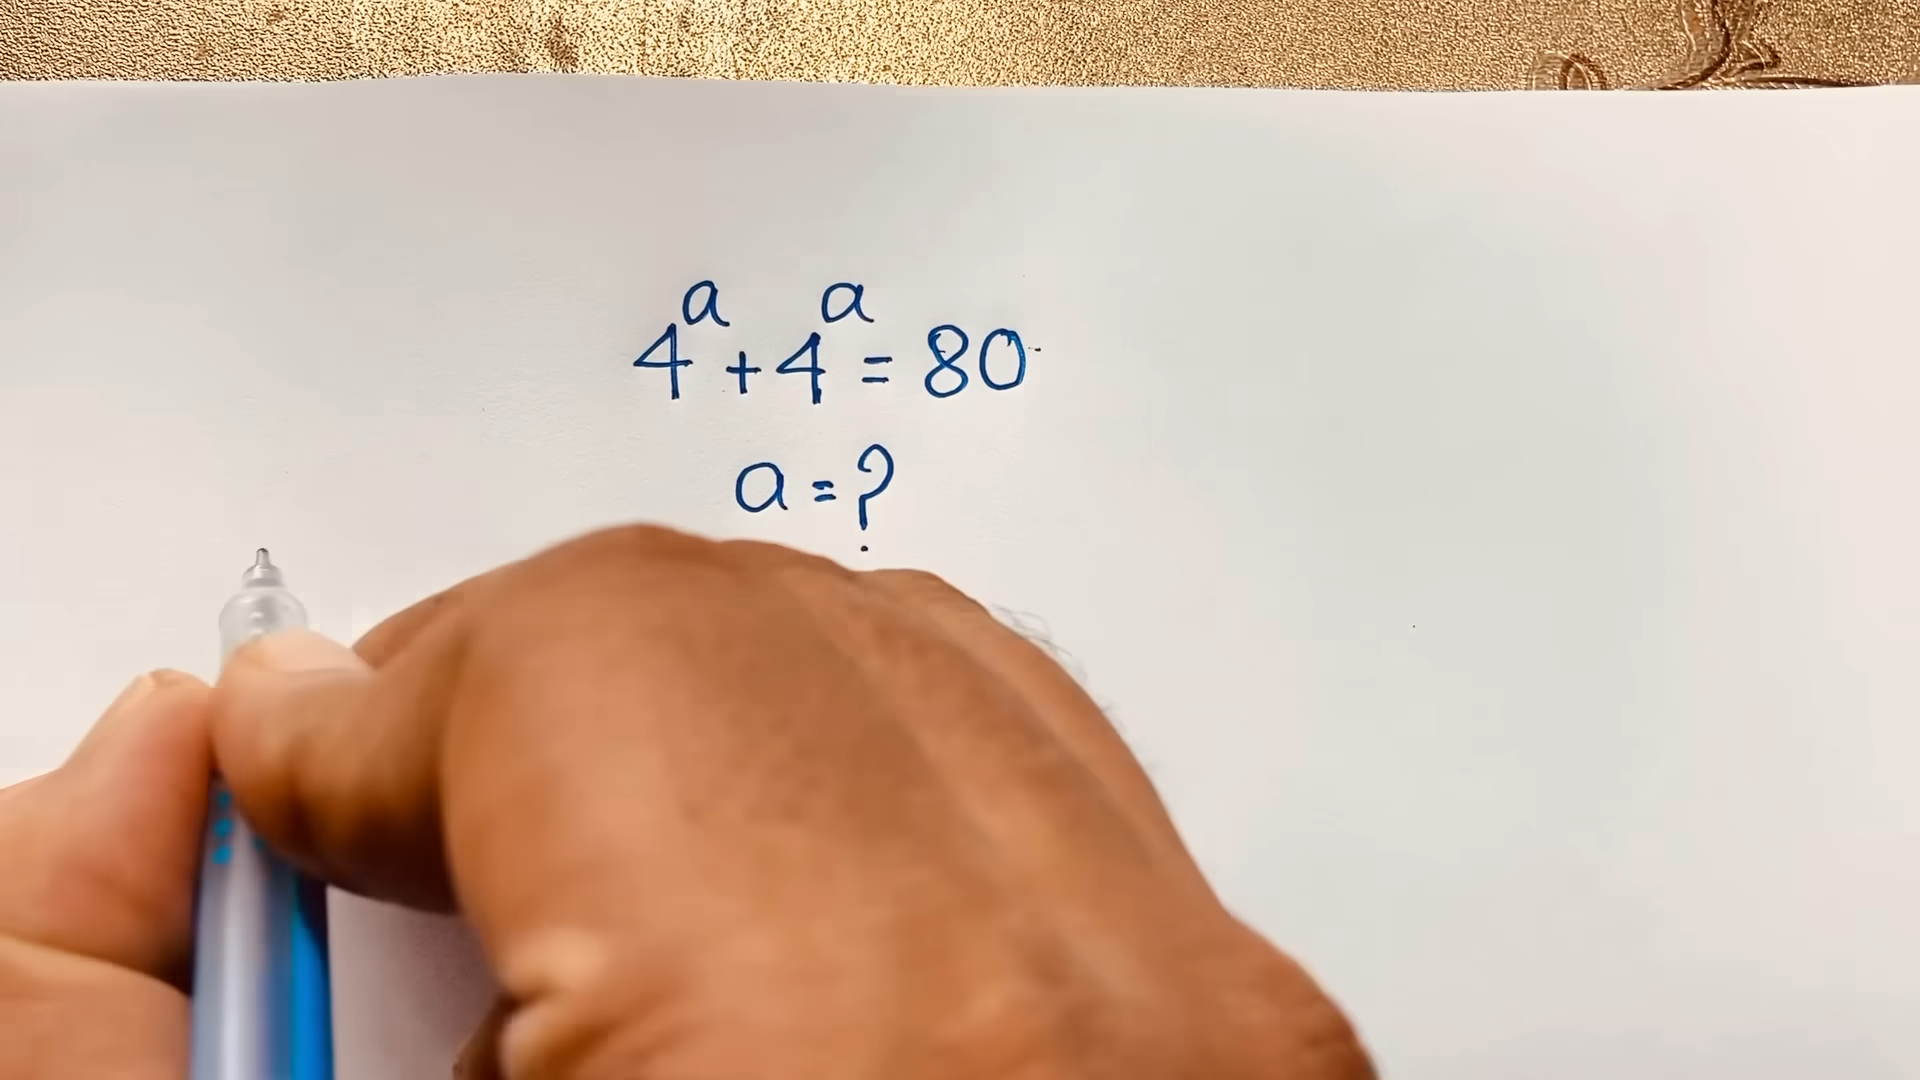 4^a + 4^a = 80
a = ?